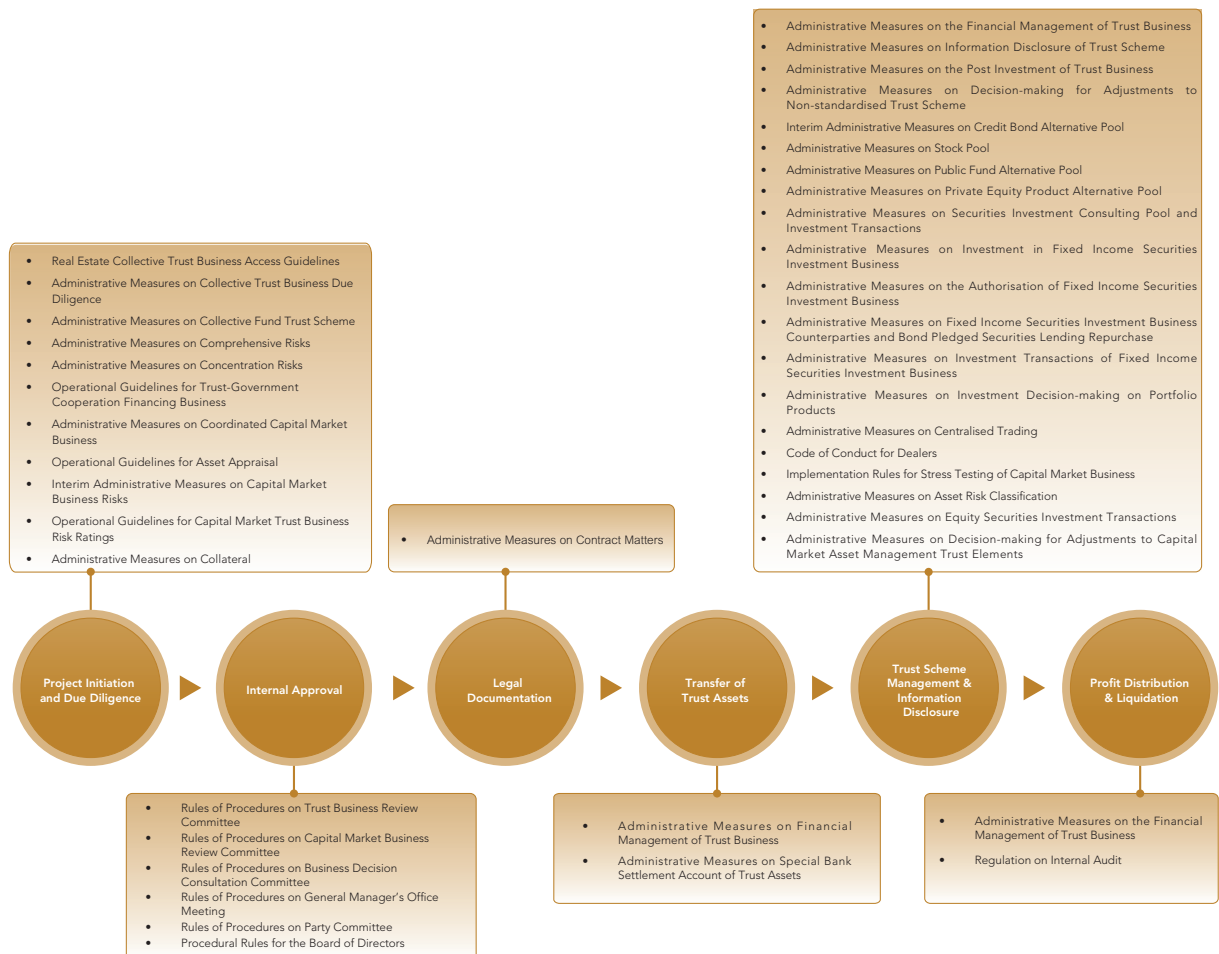 • Administrative Measures on the Financial Management of Trust Business
• Administrative Measures on Information Disclosure of Trust Scheme
• Administrative Measures on the Post Investment of Trust Business
• Administrative Measures on Decision-making for Adjustments to
Non-standardised Trust Scheme
• Interim Administrative Measures on Credit Bond Alternative Pool
• Administrative Measures on Stock Pool
• Administrative Measures on Public Fund Alternative Pool
• Administrative Measures on Private Equity Product Alternative Pool
• Administrative Measures on Securities Investment Consulting Pool and
Investment Transactions
• Administrative Measures on Investment in Fixed Income Securities
Investment Business
• Administrative Measures on the Authorisation of Fixed Income Securities
Investment Business
• Administrative Measures on Fixed Income Securities Investment Business
Counterparties and Bond Pledged Securities Lending Repurchase
• Administrative Measures on Investment Transactions of Fixed Income
Securities Investment Business
• Administrative Measures on Investment Decision-making on Portfolio
Products
• Administrative Measures on Centralised Trading
• Code of Conduct for Dealers
• Implementation Rules for Stress Testing of Capital Market Business
• Administrative Measures on Asset Risk Classification
• Administrative Measures on Equity Securities Investment Transactions
• Administrative Measures on Decision-making for Adjustments to Capital
Market Asset Management Trust Elements
• Real Estate Collective Trust Business Access Guidelines
• Administrative Measures on Collective Trust Business Due
Diligence
• Administrative Measures on Collective Fund Trust Scheme
• Administrative Measures on Comprehensive Risks
• Administrative Measures on Concentration Risks
• Operational Guidelines for Trust-Government
Cooperation Financing Business
• Administrative Measures on Coordinated Capital Market
Business
• Operational Guidelines for Asset Appraisal
• Interim Administrative Measures on Capital Market
Business Risks
• Operational Guidelines for Capital Market Trust Business
Risk Ratings
• Administrative Measures on Collateral
• Administrative Measures on Contract Matters
Project Initiation
and Due Diligence
Internal Approval
Legal
Documentation
Transfer of
Trust Assets
Trust Scheme
Management &
Information
Disclosure
Profit Distribution
& Liquidation
• Rules of Procedures on Trust Business Review
Committee
• Rules of Procedures on Capital Market Business
Review Committee
• Rules of Procedures on Business Decision
Consultation Committee
• Rules of Procedures on General Manager's Office
Meeting
• Rules of Procedures on Party Committee
• Procedural Rules for the Board of Directors
• Administrative Measures on Financial
Management of Trust Business
• Administrative Measures on Special Bank
Settlement Account of Trust Assets
• Administrative Measures on the Financial
Management of Trust Business
• Regulation on Internal Audit